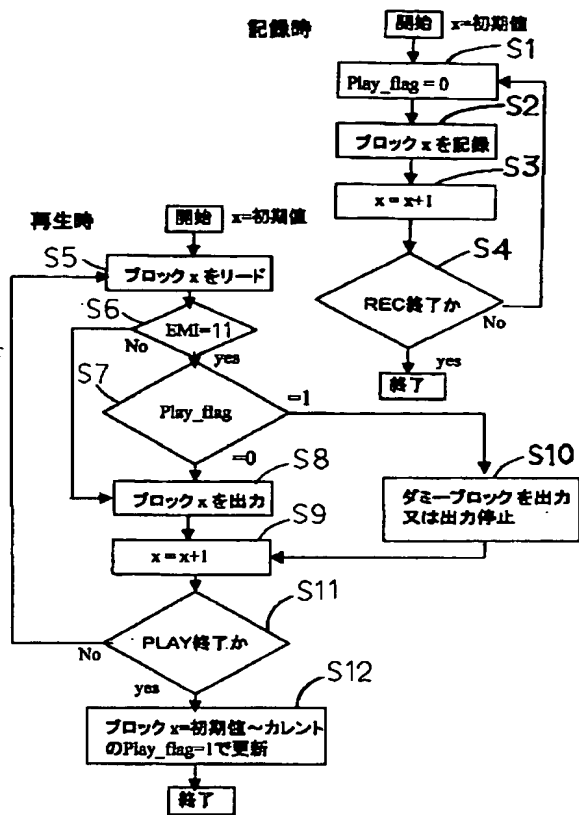 記録時
開始 x=初期値
S1
Play_flag = 0
S2
ブロック x を記録
S3
x = x+1
S4
REC終了か
No
yes
終了
再生時
開始 x=初期値
S5
ブロック x をリード
S6
EMI=11
No
yes
S7
Play_flag
=1
=0
S8
ブロック x を出力
S9
x = x+1
S10
ダミーブロックを出力
又は出力停止
S11
PLAY終了か
No
yes
S12
ブロック x=初期値～カレント
のPlay_flag=1で更新
終了